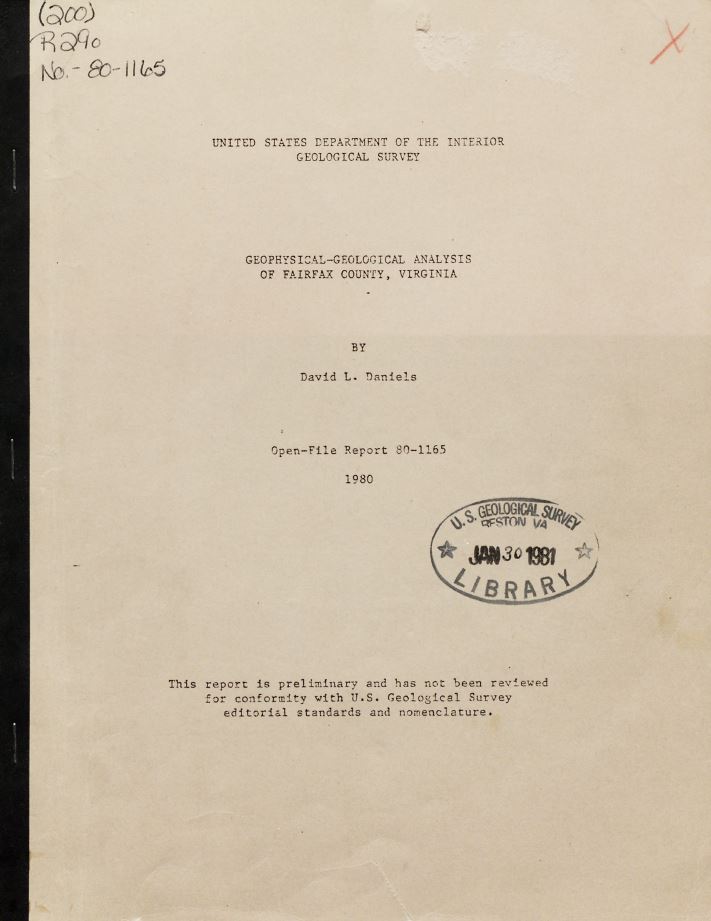 (200)
R290
No.- 80-1165
X
UNITED STATES DEPARTMENT OF THE INTERIOR
GEOLOGICAL SURVEY
GEOPHYSICAL-GEOLOGICAL ANALYSIS
OF FAIRFAX COUNTY, VIRGINIA
BY
David L. Daniels
Open-File Report 80-1165
1980
U.S. GEOLOGICAL SURVEY
RESTON VA
JAN 30 1981
LIBRARY
This report is preliminary and has not been reviewed
for conformity with U.S. Geological Survey
editorial standards and nomenclature.